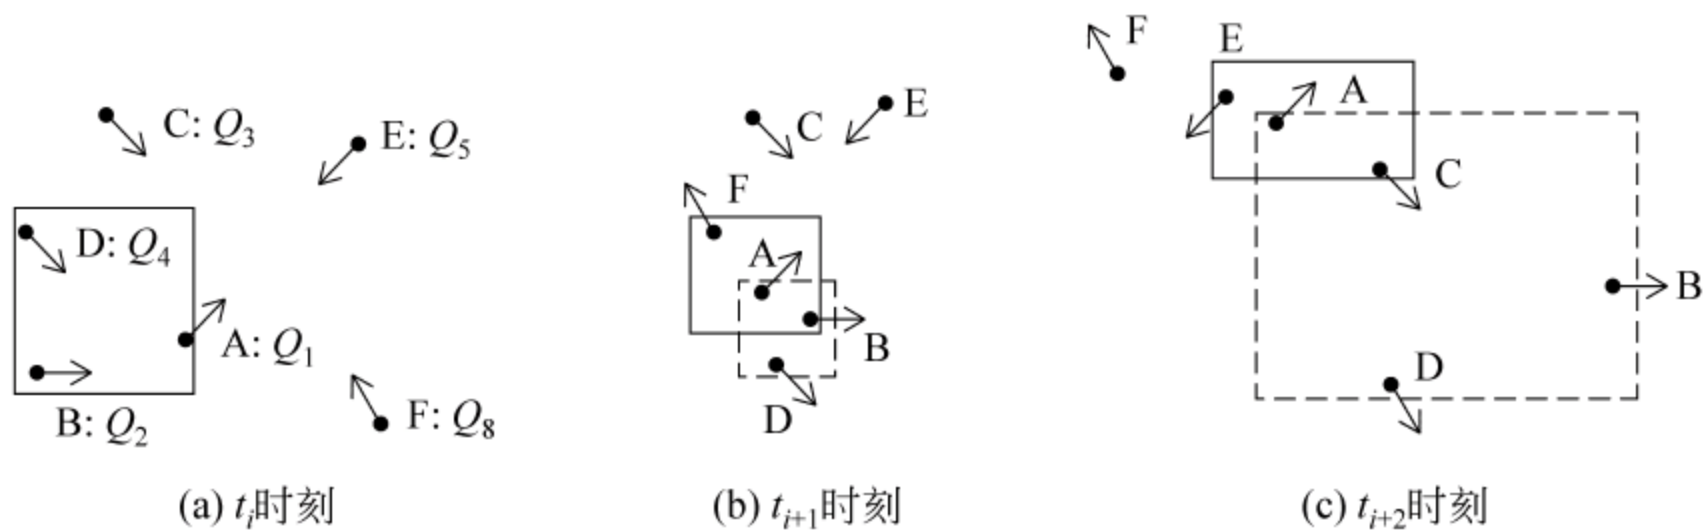 C: Q₃
E: Q₅
D: Q₄
A: Q₁
B: Q₂
F: Q₈
(a) tᵢ时刻
C
E
F
A
B
D
(b) tᵢ₊₁时刻
F
E
A
C
B
D
(c) tᵢ₊₂时刻